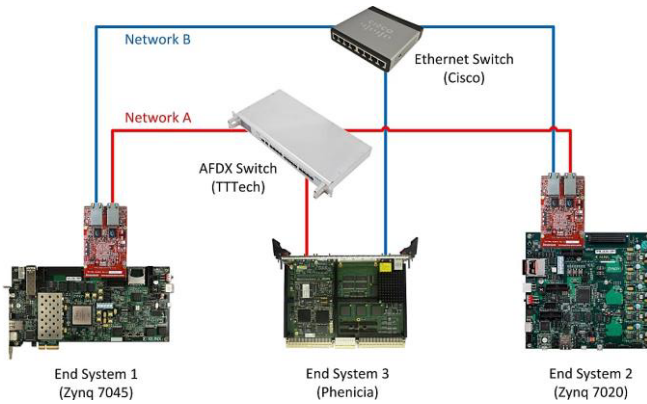 Network B
Ethernet Switch
(Cisco)
Network A
AFDX Switch
(TTTech)
End System 1
(Zynq 7045)
End System 3
(Phenicia)
End System 2
(Zynq 7020)